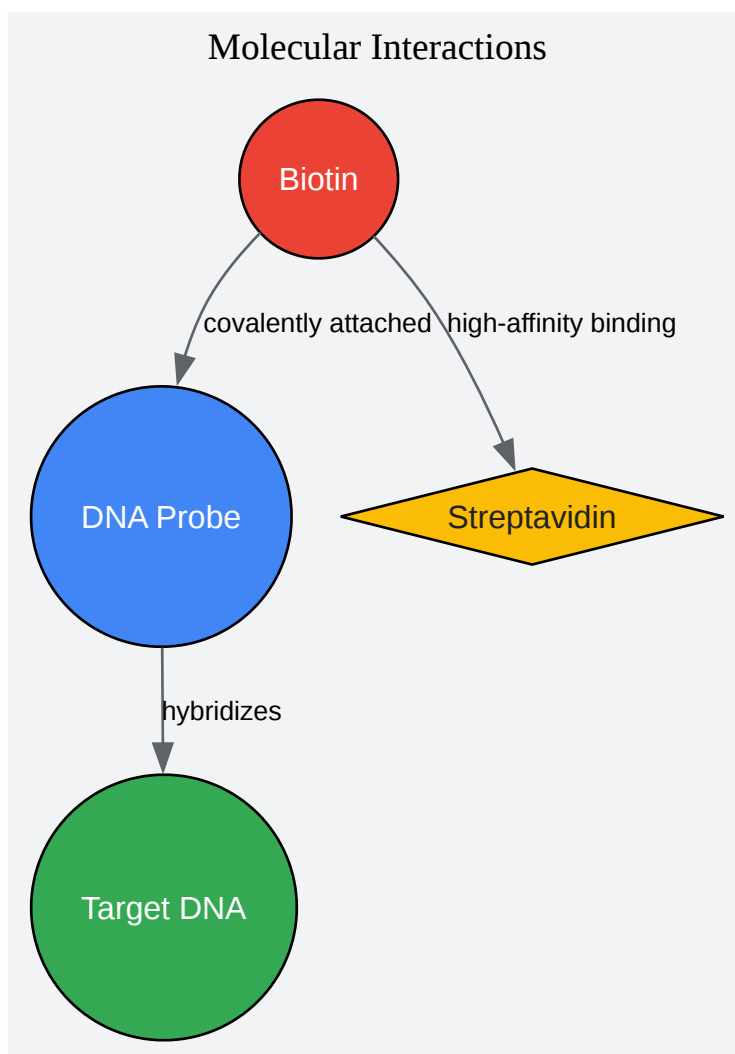 Molecular Interactions
Biotin
covalently attached
high-affinity binding
DNA Probe
Streptavidin
hybridizes
Target DNA